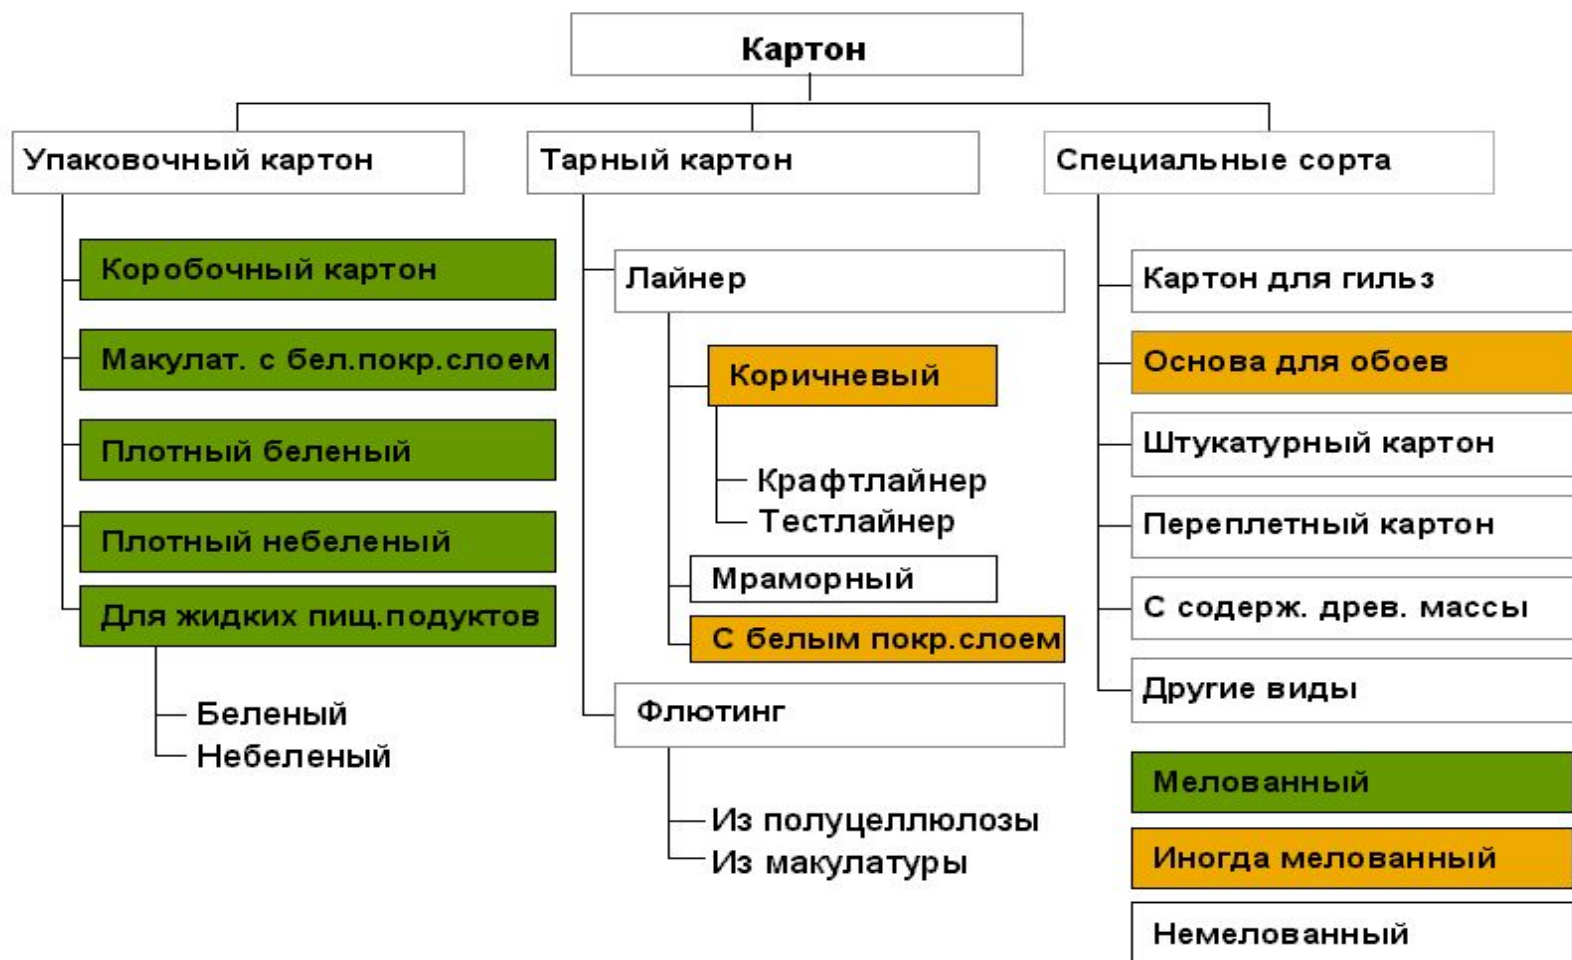 Картон
Упаковочный картон
Коробочный картон
Макулат. с бел.покр.слоем
Плотный беленый
Плотный небеленый
Для жидких пищ.подуктов
Беленый
Небеленый
Тарный картон
Лайнер
Коричневый
Крафтлайнер
Тестлайнер
Мраморный
С белым покр.слоем
Флютинг
Из полуцеллюлозы
Из макулатуры
Специальные сорта
Картон для гильз
Основа для обоев
Штукатурный картон
Переплетный картон
С содерж. древ. массы
Другие виды
Мелованный
Иногда мелованный
Немелованный